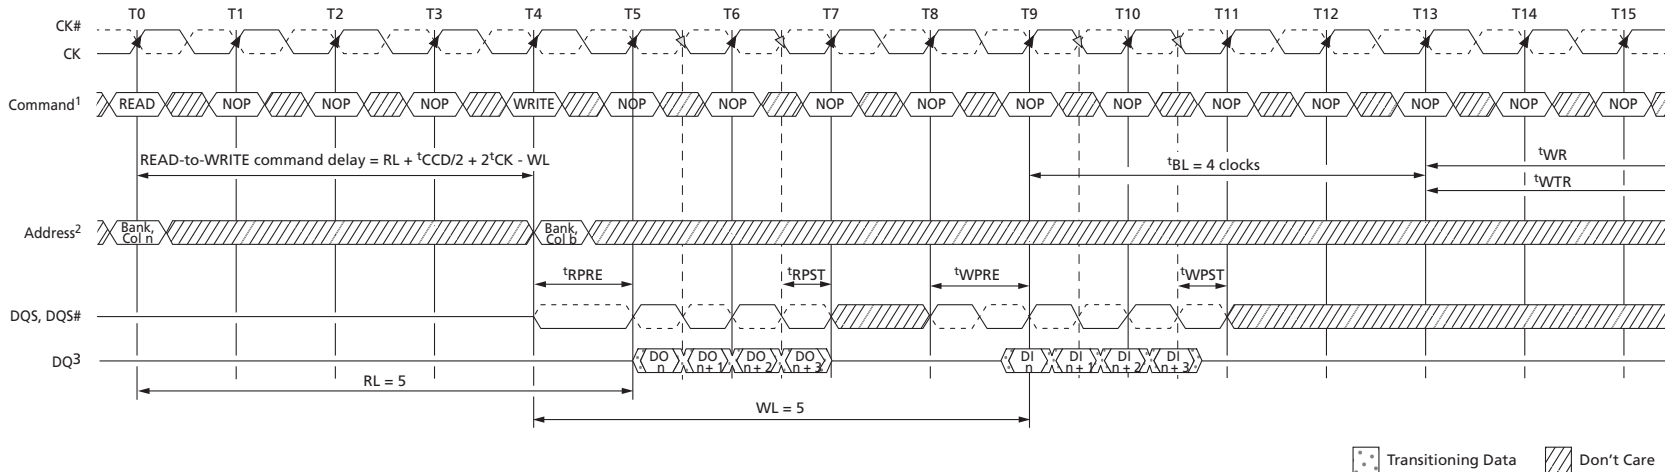 T0 T1 T2 T3 T4 T5 T6 T7 T8 T9 T10 T11 T12 T13 T14 T15
CK#
CK
Command1 READ NOP NOP NOP WRITE NOP NOP NOP NOP NOP NOP NOP NOP NOP NOP NOP
READ-to-WRITE command delay = RL + tCCD/2 + 2tCK - WL
tBL = 4 clocks
tWR
tWTR
Address2 Bank, Col n Bank, Col b
tRPRE tRPST tWPRE tWPST
DQS, DQS#
DQ3 DO n DO n + 1 DO n + 2 DO n + 3 DI n DI n + 1 DI n + 2 DI n + 3
RL = 5
WL = 5
Transitioning Data Don't Care